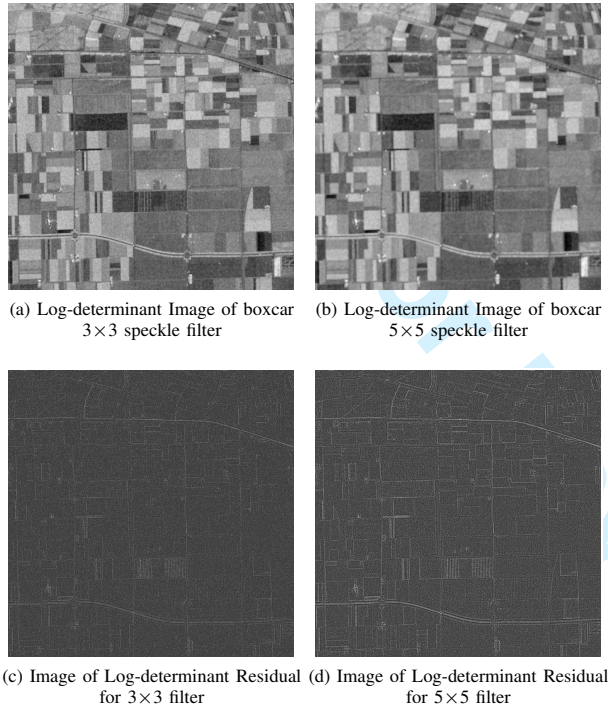 (a) Log-determinant Image of boxcar
3×3 speckle filter
(b) Log-determinant Image of boxcar
5×5 speckle filter
(c) Image of Log-determinant Residual
for 3×3 filter
(d) Image of Log-determinant Residual
for 5×5 filter